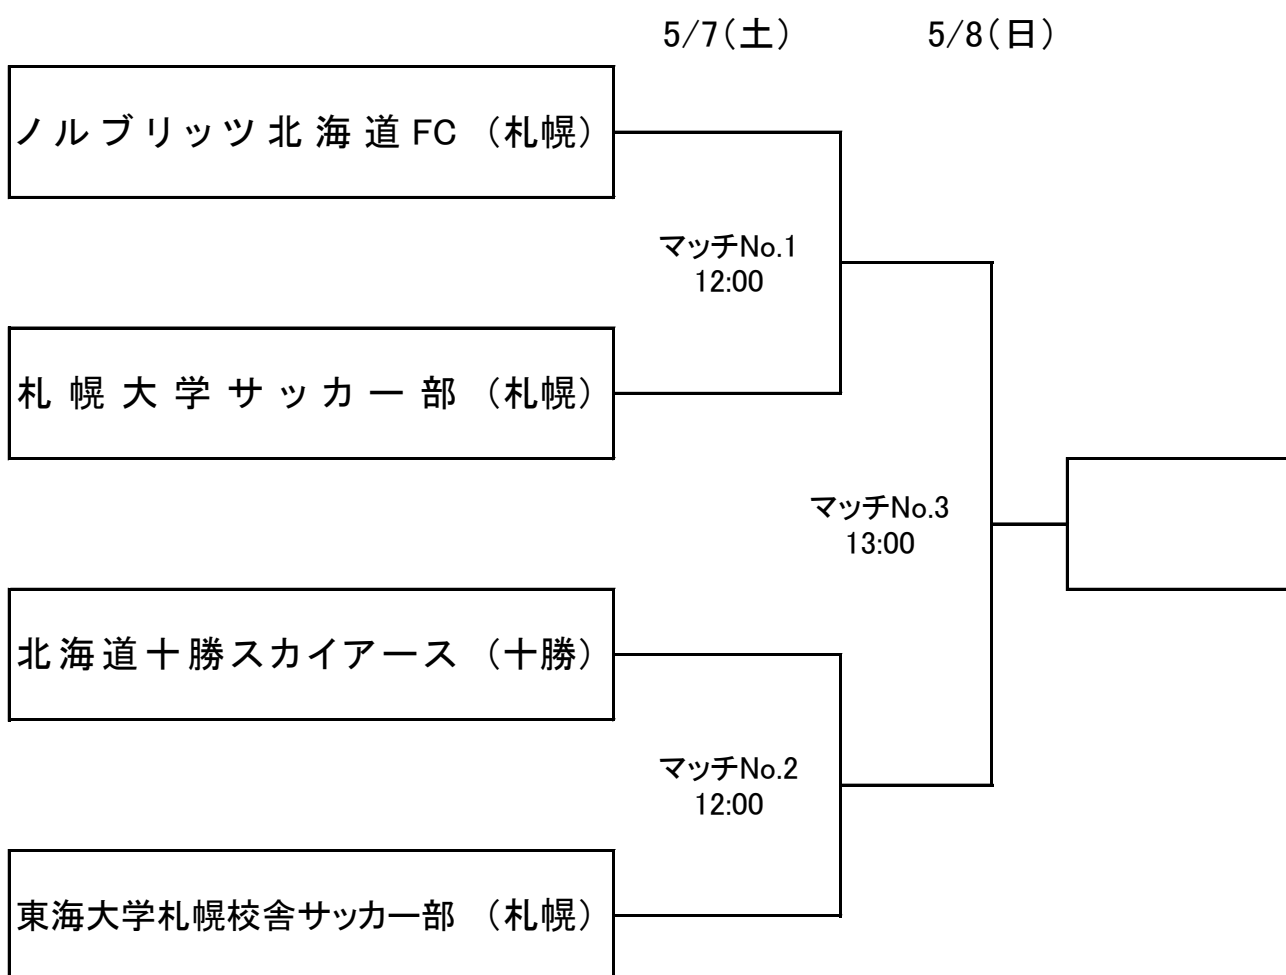 5/7(土) 5/8(日)
ノルブリッツ北海道FC (札幌)
マッチNo.1
12:00
札幌大学サッカー部 (札幌)
マッチNo.3
13:00
北海道十勝スカイアース (十勝)
マッチNo.2
12:00
東海大学札幌校舎サッカー部 (札幌)